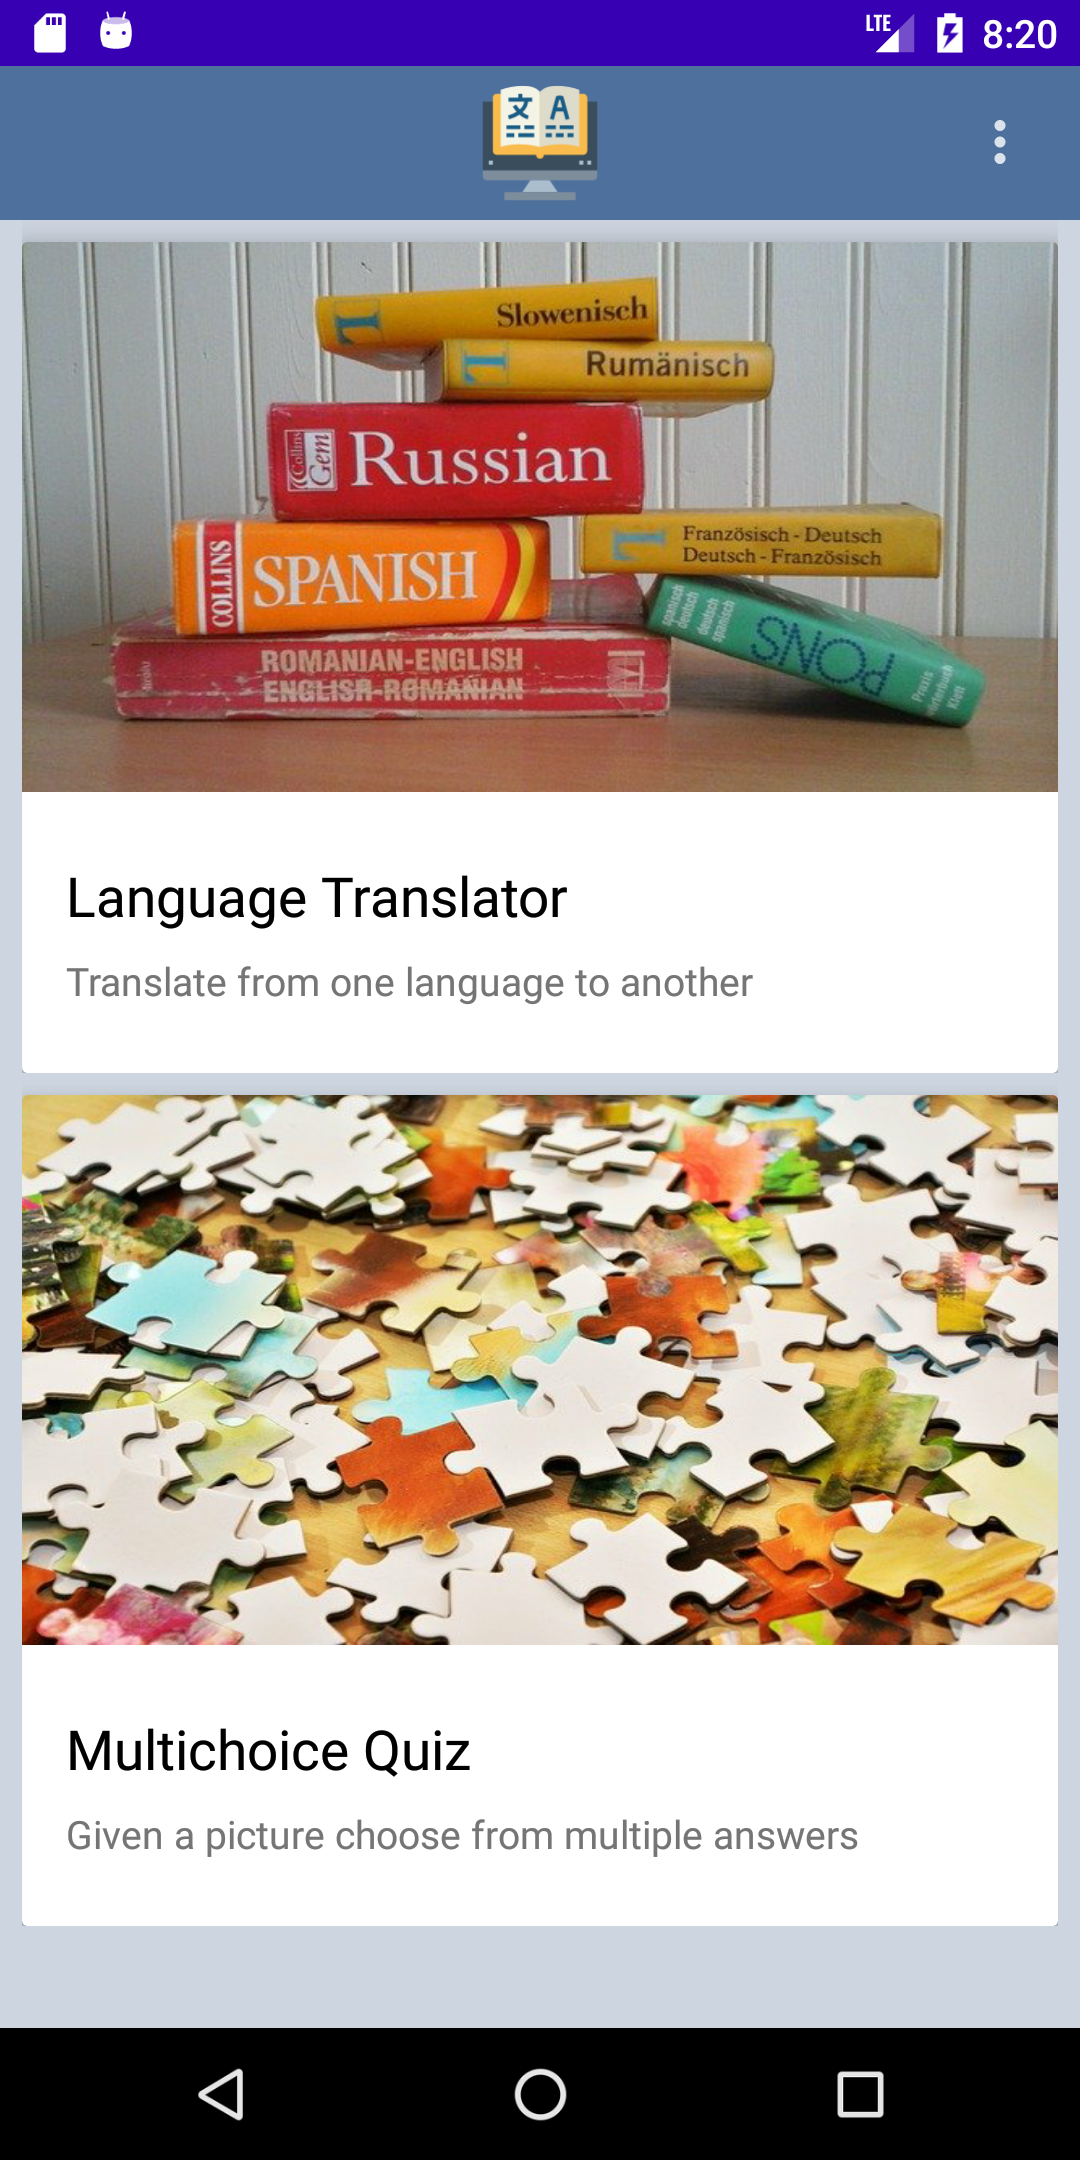 LTE 8:20
文 A
Slowenisch
Rumänisch
Collins
Gem
Russian
Französisch - Deutsch
Deutsch - Französisch
COLLINS
SPANISH
spanisch
deutsch
deutsch
spanisch
PONS
Praxis
wörterbuch
Klett
ROMANIAN-ENGLISH
ENGLISH-ROMANIAN
Language Translator
Translate from one language to another
Multichoice Quiz
Given a picture choose from multiple answers